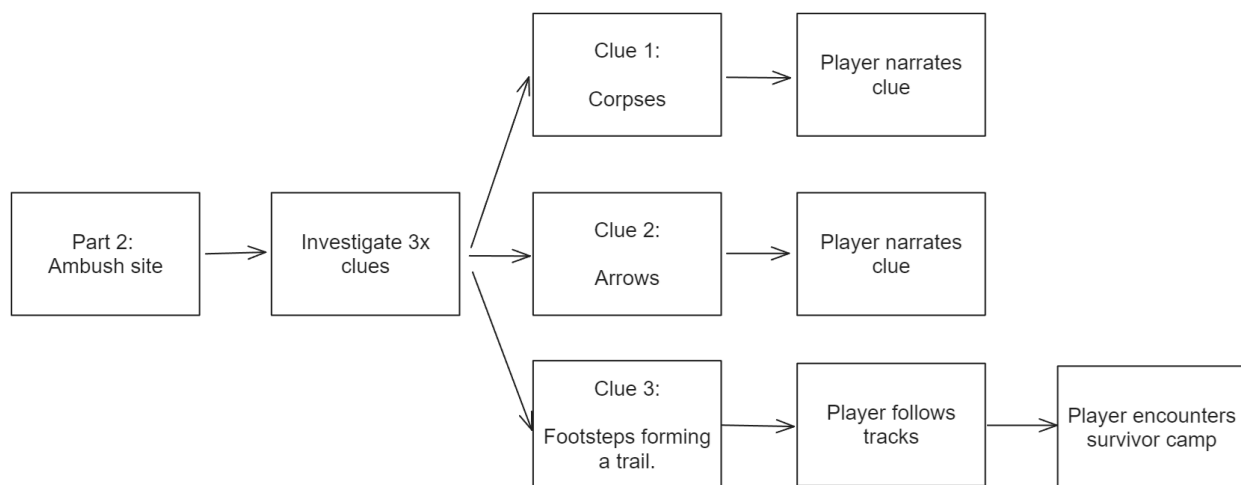 Part 2:
Ambush site
Investigate 3x
clues
Clue 1:
Corpses
Player narrates
clue
Clue 2:
Arrows
Player narrates
clue
Clue 3:
Footsteps forming
a trail.
Player follows
tracks
Player encounters
survivor camp